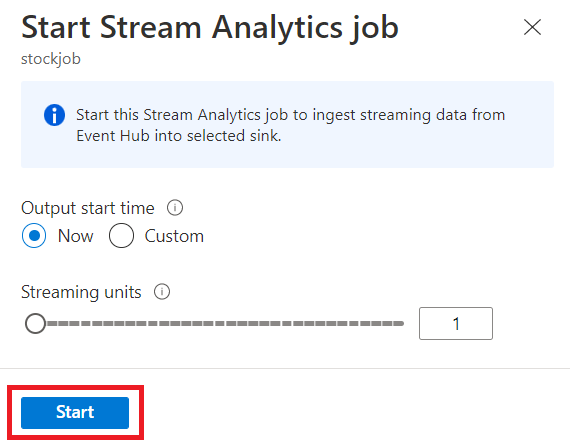 Start Stream Analytics job
stockjob
Start this Stream Analytics job to ingest streaming data from
Event Hub into selected sink.
Output start time
Now Custom
Streaming units
1
Start